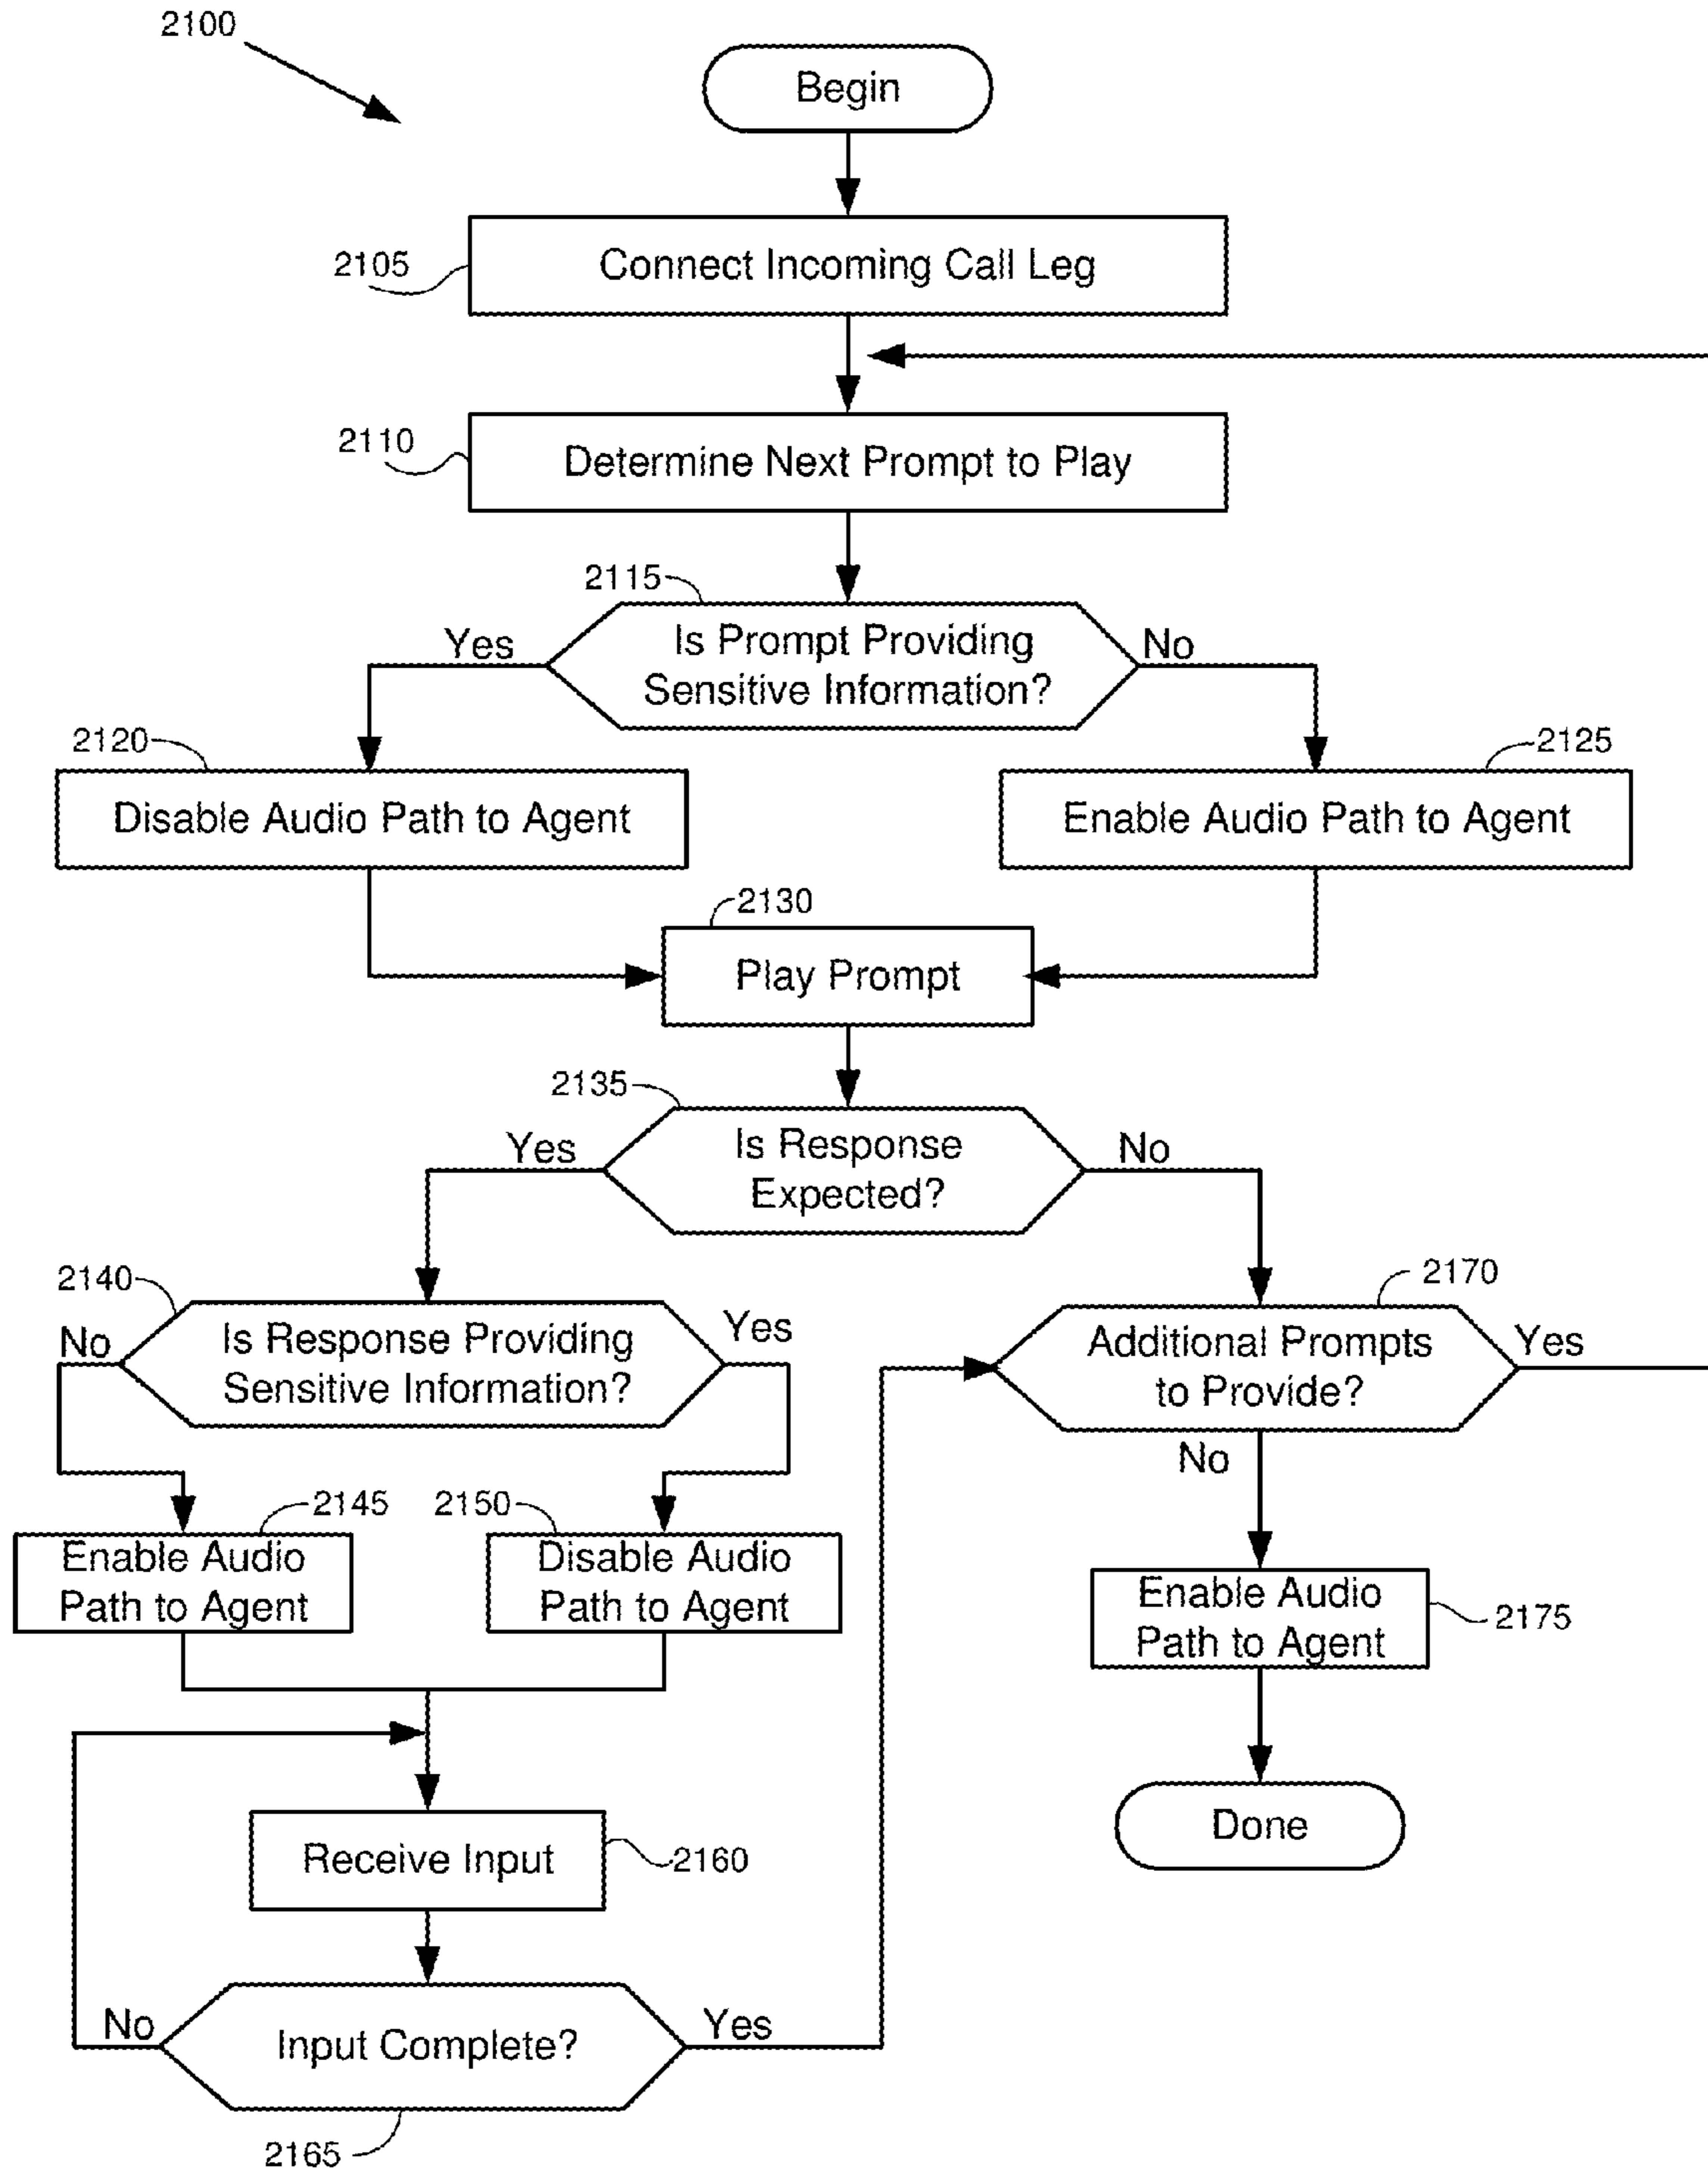 2100
Begin
2105
Connect Incoming Call Leg
2110
Determine Next Prompt to Play
2115
Yes
Is Prompt Providing
Sensitive Information?
No
2120
2125
Disable Audio Path to Agent
Enable Audio Path to Agent
2130
Play Prompt
2135
Yes
Is Response
Expected?
No
2140
2170
No
Is Response Providing
Sensitive Information?
Yes
Additional Prompts
to Provide?
Yes
No
2145
2150
Enable Audio
Path to Agent
Disable Audio
Path to Agent
Enable Audio
Path to Agent
2175
Done
Receive Input
2160
No
Input Complete?
Yes
2165